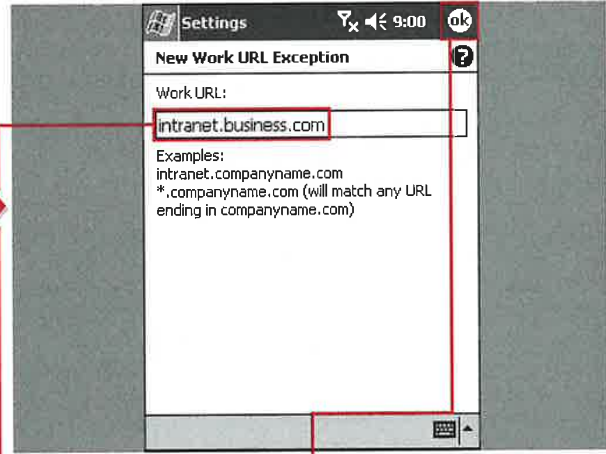 Settings 9:00 ok
New Work URL Exception
Work URL:
intranet.business.com
Examples:
intranet.companyname.com
*.companyname.com (will match any URL
ending in companyname.com)